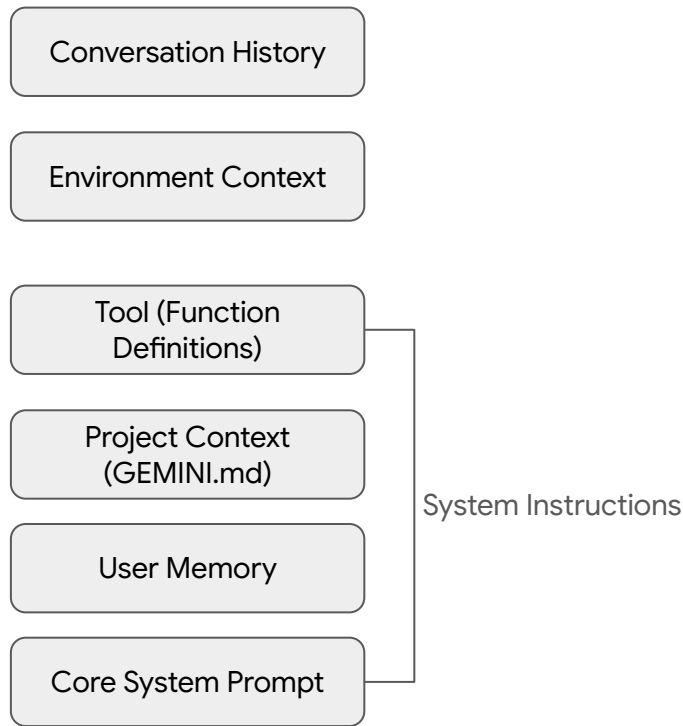 Conversation History
Environment Context
Tool (Function
Definitions)
Project Context
(GEMINI.md)
System Instructions
User Memory
Core System Prompt